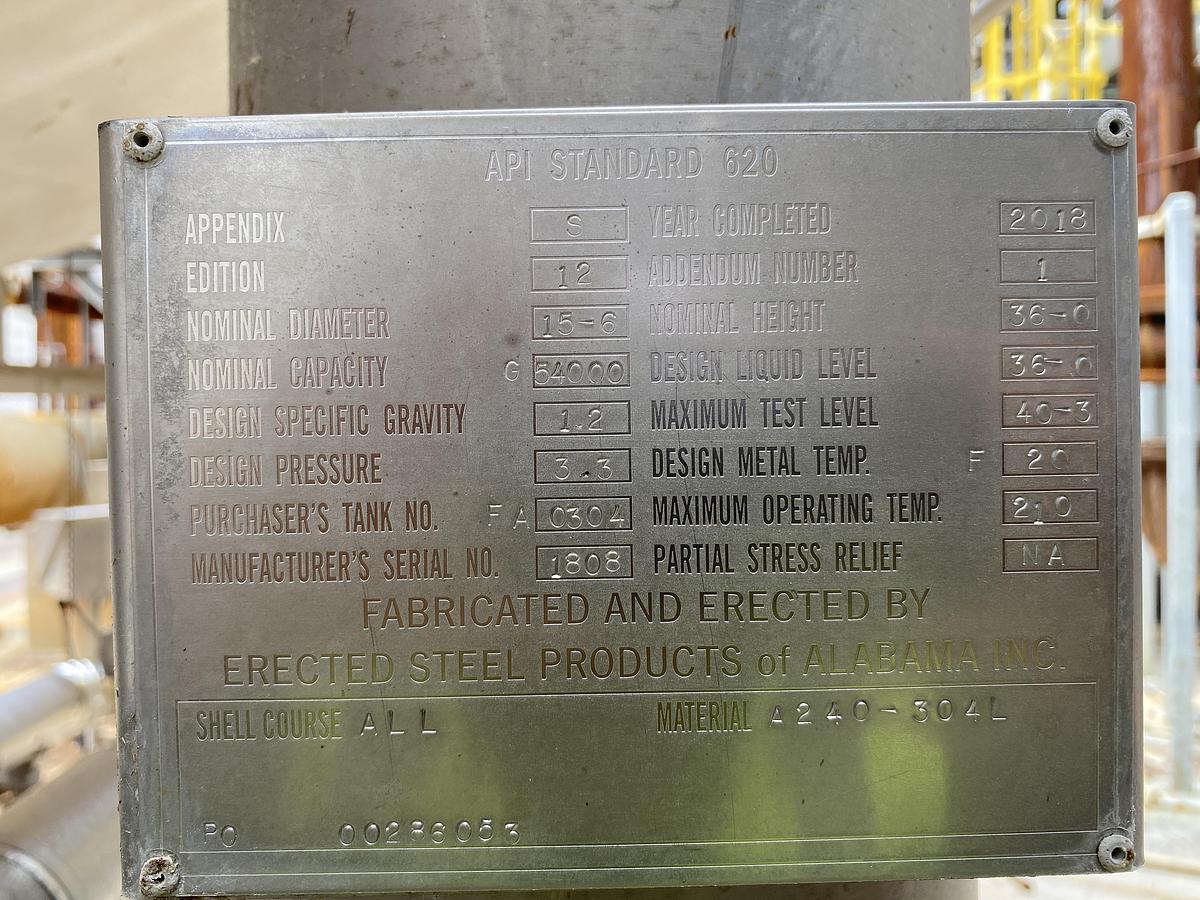 API STANDARD 620
APPENDIX S YEAR COMPLETED 2018
EDITION 12 ADDENDUM NUMBER 1
NOMINAL DIAMETER 15-6 NOMINAL HEIGHT 36-0
NOMINAL CAPACITY G 54000 DESIGN LIQUID LEVEL 36-0
DESIGN SPECIFIC GRAVITY 1.2 MAXIMUM TEST LEVEL 40-3
DESIGN PRESSURE 3.3 DESIGN METAL TEMP. F 20
PURCHASER'S TANK NO. FA 0304 MAXIMUM OPERATING TEMP. 210
MANUFACTURER'S SERIAL NO. 1808 PARTIAL STRESS RELIEF NA
FABRICATED AND ERECTED BY
ERECTED STEEL PRODUCTS of ALABAMA INC.
SHELL COURSE ALL MATERIAL A240-304L
PO 00286053